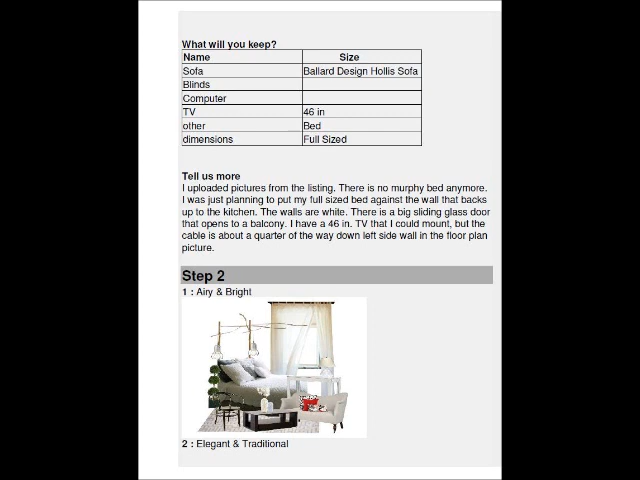 What will you keep?
Name Size
Sofa Ballard Design Hollis Sofa
Blinds
Computer
TV 46 in
other Bed
dimensions Full Sized
Tell us more
I uploaded pictures from the listing. There is no murphy bed anymore.
I was just planning to put my full sized bed against the wall that backs
up to the kitchen. The walls are white. There is a big sliding glass door
that opens to a balcony. I have a 46 in. TV that I could mount, but the
cable is about a quarter of the way down left side wall in the floor plan
picture.
Step 2
1 : Airy & Bright
2 : Elegant & Traditional